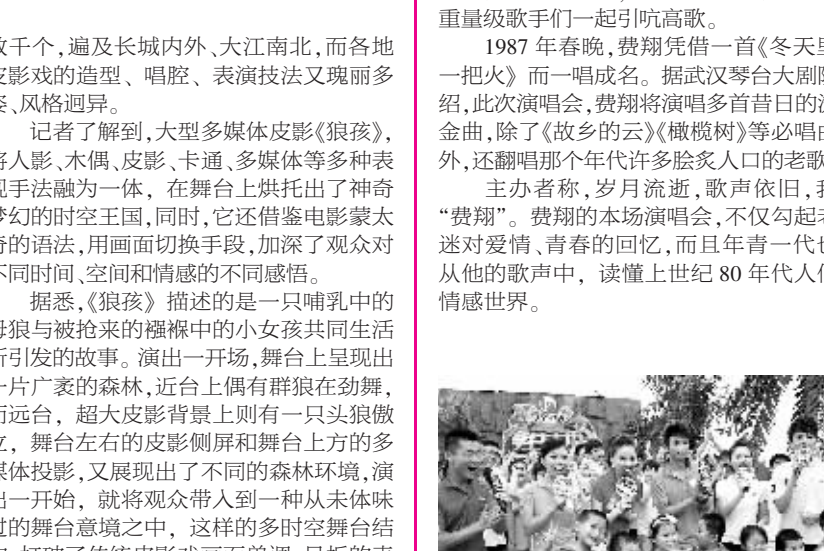 千个,遍及长城内外、大江南北,而各地
影戏的造型、唱腔、表演技法又瑰丽多
、风格迥异。
记者了解到,大型多媒体皮影《狼孩》,
人影、木偶、皮影、卡通、多媒体等多种表
手法融为一体,在舞台上烘托出了神奇
幻的时空王国,同时,它还借鉴电影蒙太
的语法,用画面切换手段,加深了观众对
同时间、空间和情感的不同感悟。
据悉,《狼孩》描述的是一只哺乳中的
狼与被抢来的襁褓中的小女孩共同生活
引发的故事。演出一开场,舞台上呈现出
片广袤的森林,近台上偶有群狼在劲舞,
远台,超大皮影背景上则有一只头狼傲
,舞台左右的皮影侧屏和舞台上方的多
体投影,又展现出了不同的森林环境,演
一开始,就将观众带入到一种从未体味
的舞台意境之中,这样的多时空舞台结
重量级歌手们一起引吭高歌。
1987 年春晚,费翔凭借一首《冬天里
一把火》而一唱成名。据武汉琴台大剧
绍,此次演唱会,费翔将演唱多首昔日的
金曲,除了《故乡的云》《橄榄树》等必唱
外,还翻唱那个年代许多脍炙人口的老歌
主办者称,岁月流逝,歌声依旧,
“费翔”。费翔的本场演唱会,不仅勾起
迷对爱情、青春的回忆,而且年青一代
从他的歌声中,读懂上世纪 80 年代人
情感世界。